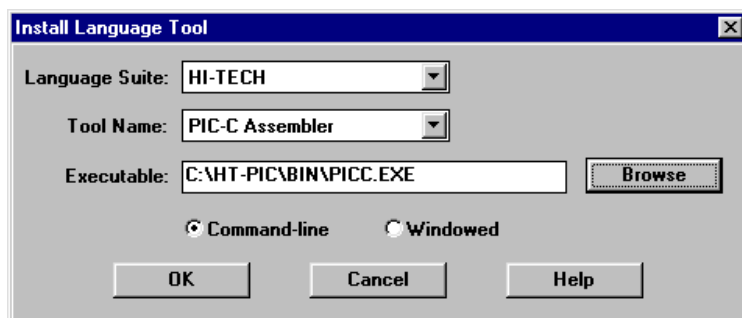 Install Language Tool
Language Suite: HI-TECH
Tool Name: PIC-C Assembler
Executable: C:\HT-PIC\BIN\PICC.EXE Browse
Command-line Windowed
OK Cancel Help